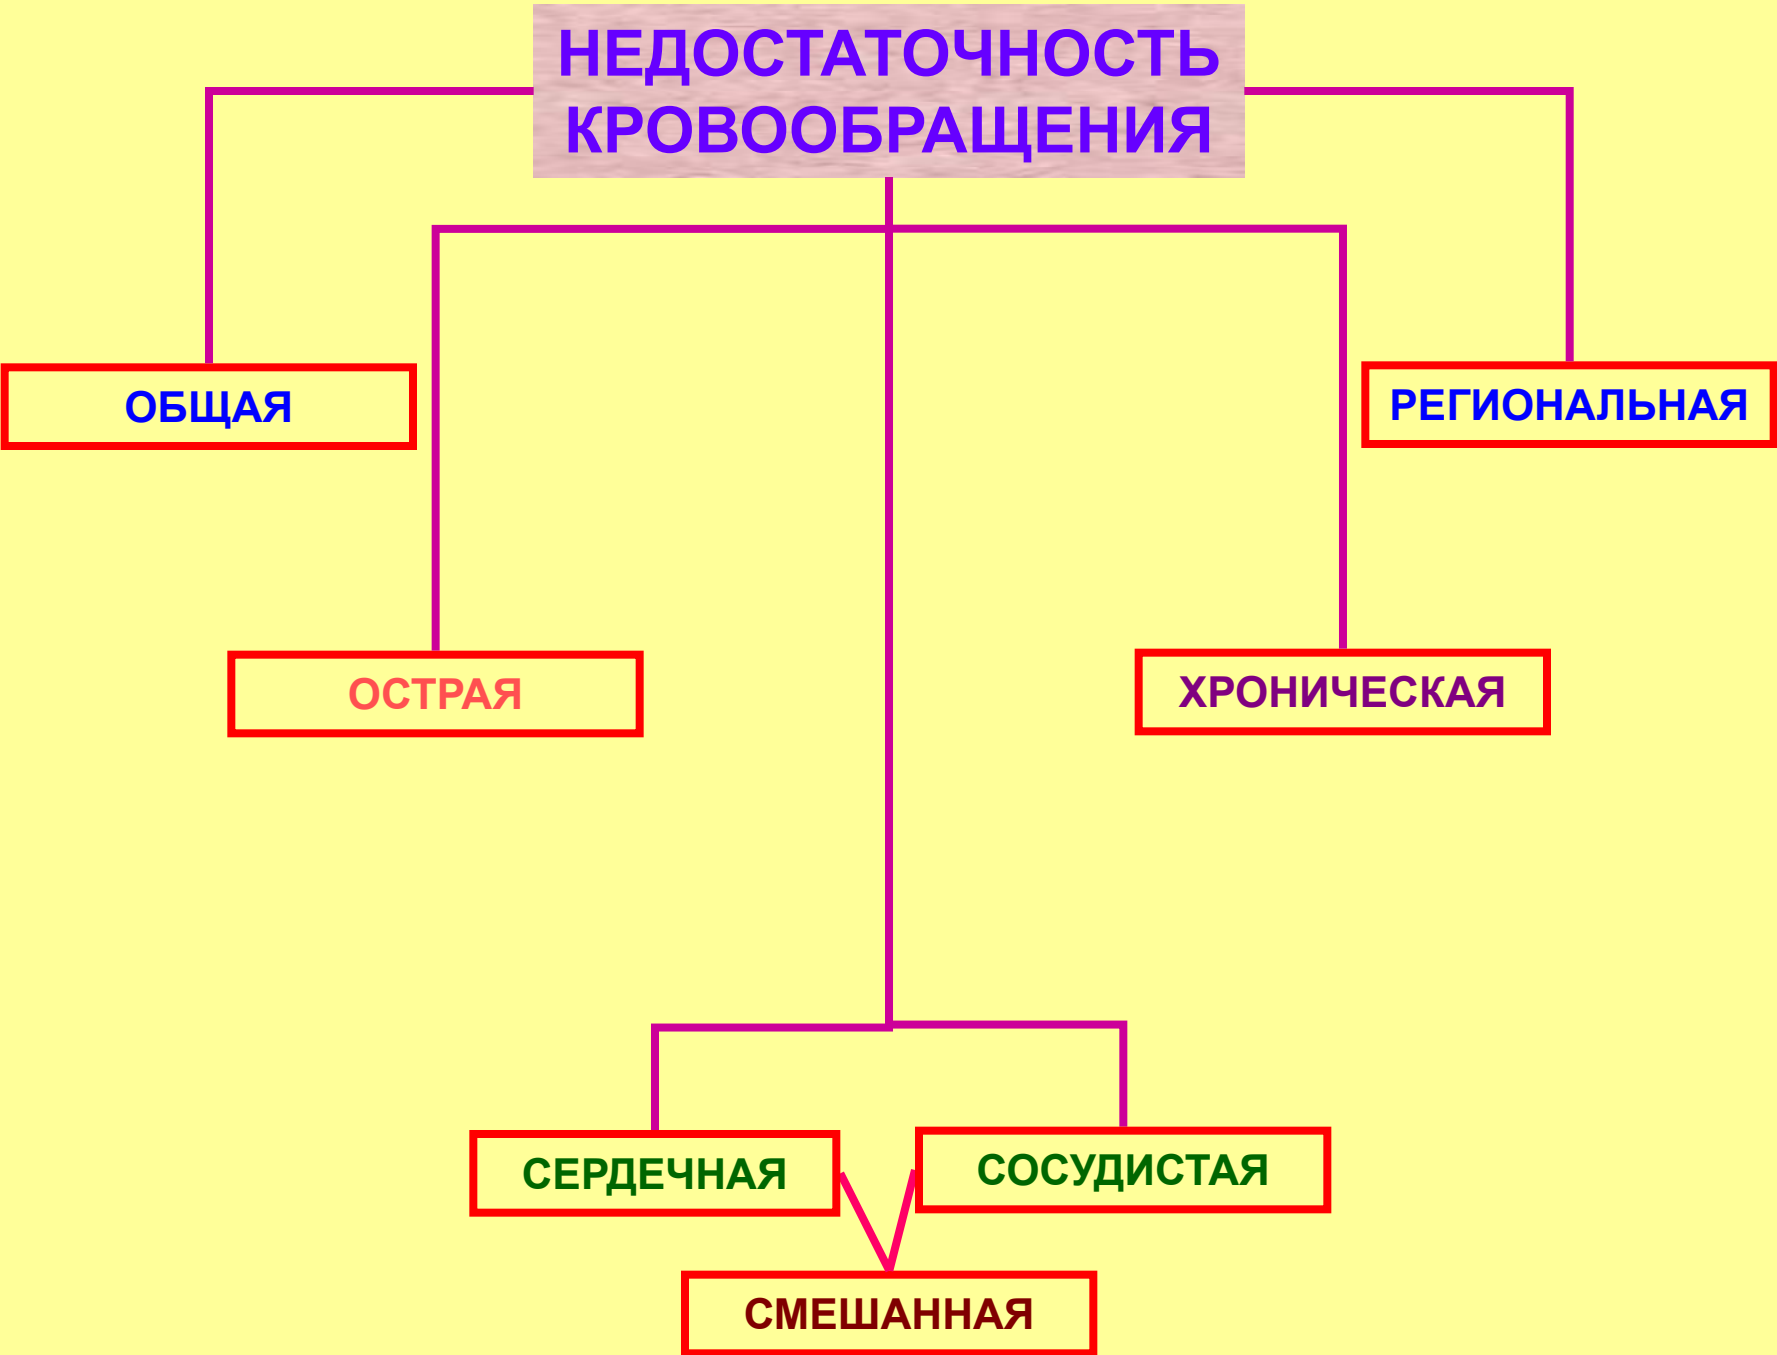 НЕДОСТАТОЧНОСТЬ
КРОВООБРАЩЕНИЯ
ОБЩАЯ
РЕГИОНАЛЬНАЯ
ОСТРАЯ
ХРОНИЧЕСКАЯ
СЕРДЕЧНАЯ
СОСУДИСТАЯ
СМЕШАННАЯ